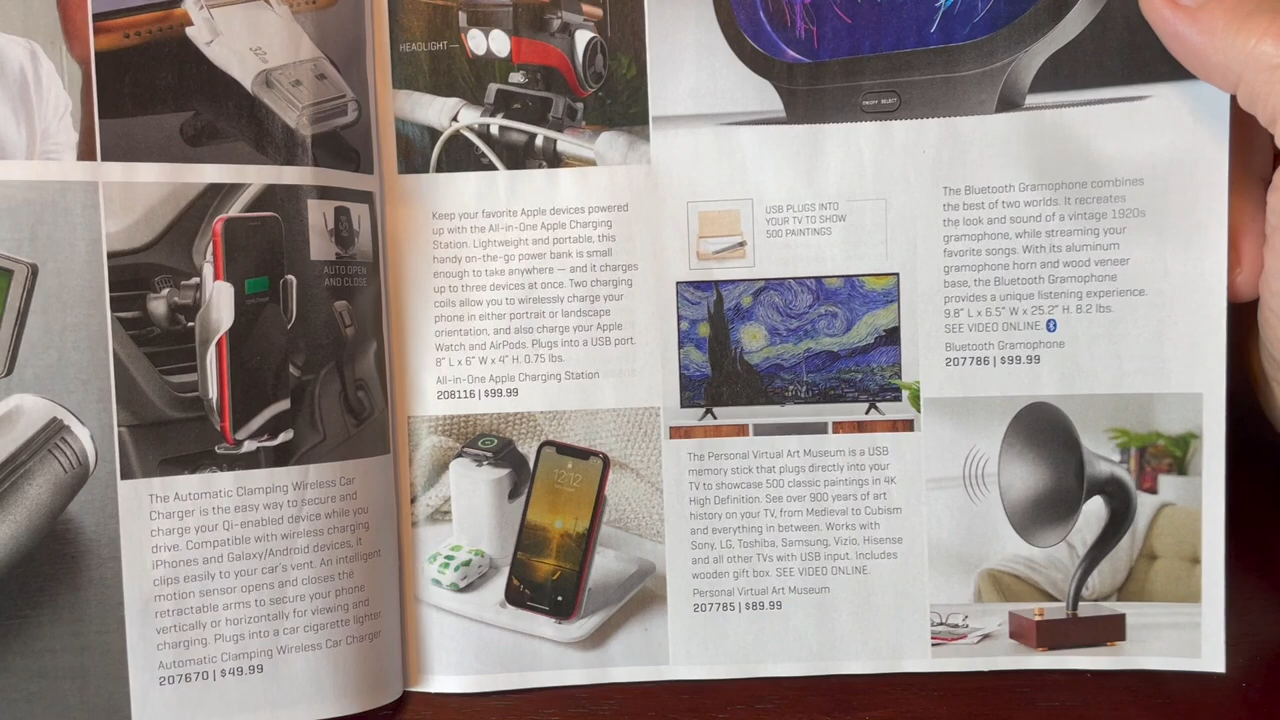 32GB
HEADLIGHT
ON/OFF SELECT
AUTO OPEN
AND CLOSE
The Automatic Clamping Wireless Car
Charger is the easy way to secure and
charge your Qi-enabled device while you
drive. Compatible with wireless charging
iPhones and Galaxy/Android devices, it
clips easily to your car's vent. An intelligent
motion sensor opens and closes the
retractable arms to secure your phone
vertically or horizontally for viewing and
charging. Plugs into a car cigarette lighter.
Automatic Clamping Wireless Car Charger
207670 | $49.99
Keep your favorite Apple devices powered
up with the All-in-One Apple Charging
Station. Lightweight and portable, this
handy on-the-go power bank is small
enough to take anywhere — and it charges
up to three devices at once. Two charging
coils allow you to wirelessly charge your
phone in either portrait or landscape
orientation, and also charge your Apple
Watch and AirPods. Plugs into a USB port.
8" L x 6" W x 4" H. 0.75 lbs.
All-in-One Apple Charging Station
208116 | $99.99
12:12
USB PLUGS INTO
YOUR TV TO SHOW
500 PAINTINGS
The Personal Virtual Art Museum is a USB
memory stick that plugs directly into your
TV to showcase 500 classic paintings in 4K
High Definition. See over 900 years of art
history on your TV, from Medieval to Cubism
and everything in between. Works with
Sony, LG, Toshiba, Samsung, Vizio, Hisense
and all other TVs with USB input. Includes
wooden gift box. SEE VIDEO ONLINE.
Personal Virtual Art Museum
207785 | $89.99
The Bluetooth Gramophone combines
the best of two worlds. It recreates
the look and sound of a vintage 1920s
gramophone, while streaming your
favorite songs. With its aluminum
gramophone horn and wood veneer
base, the Bluetooth Gramophone
provides a unique listening experience.
9.8" L x 6.5" W x 25.2" H. 8.2 lbs.
SEE VIDEO ONLINE.
Bluetooth Gramophone
207786 | $99.99